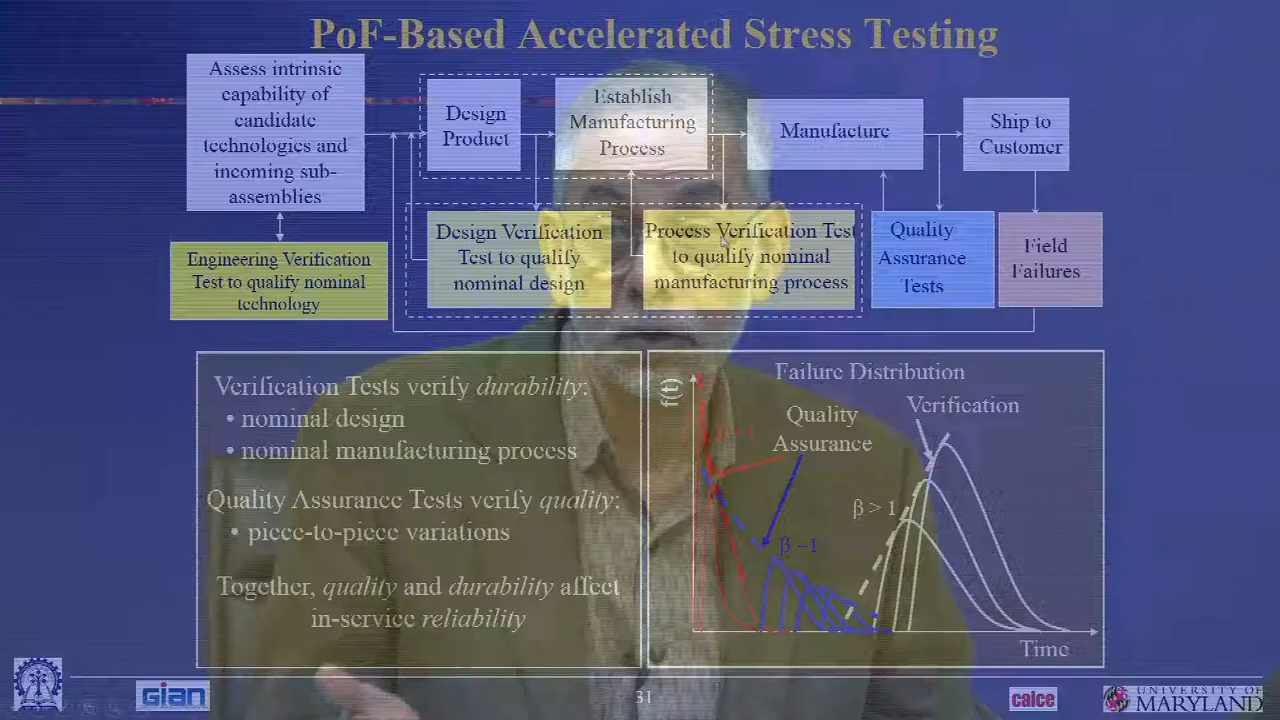 PoF-Based Accelerated Stress Testing
Assess intrinsic
capability of
candidate
technologies and
incoming sub-
assemblies
Design
Product
Establish
Manufacturing
Process
Manufacture
Ship to
Customer
Engineering Verification
Test to qualify nominal
technology
Design Verification
Test to qualify
nominal design
Process Verification Test
to qualify nominal
manufacturing process
Quality
Assurance
Tests
Field
Failures
Verification Tests verify durability:
• nominal design
• nominal manufacturing process
Quality Assurance Tests verify quality:
• piece-to-piece variations
Together, quality and durability affect
in-service reliability
f(t)
Failure Distribution
Verification
Quality
Assurance
β > 1
Time
gian
31
calce
UNIVERSITY OF
MARYLAND